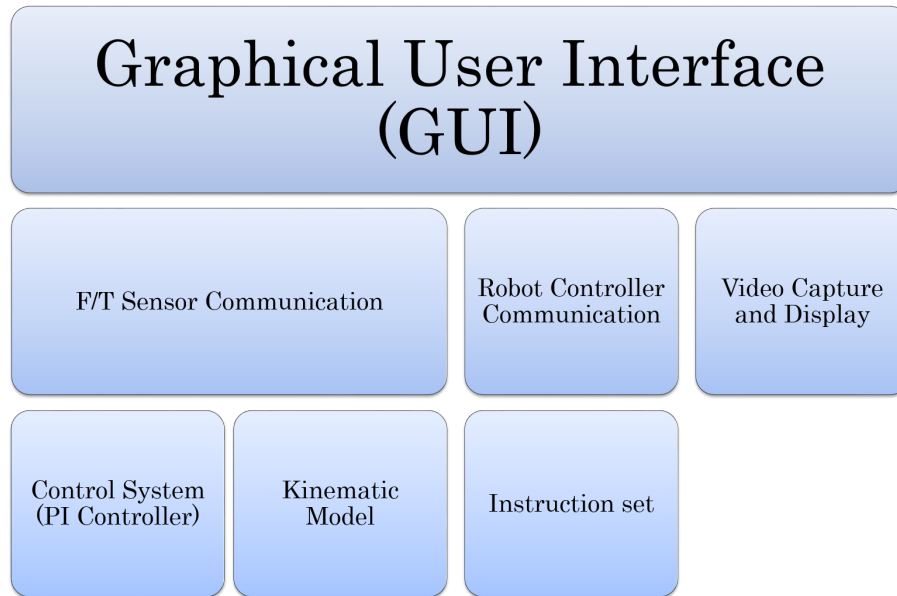 Graphical User Interface
(GUI)
F/T Sensor Communication
Robot Controller
Communication
Video Capture
and Display
Control System
(PI Controller)
Kinematic
Model
Instruction set